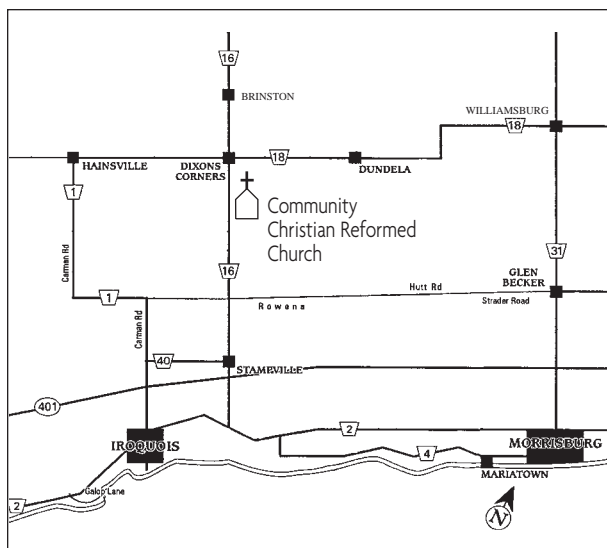 16
BRINSTON
WILLIAMSBURG
18
HAINSVILLE
DIXONS
CORNERS
18
DUNDELA
1
Community
Christian Reformed
Church
Carman Rd
16
31
GLEN
BECKER
1
Hutt Rd
Rowena
Strader Road
Carman Rd
40
STAMPVILLE
401
2
IROQUOIS
MORRISBURG
4
MARIATOWN
Galop Lane
2
N